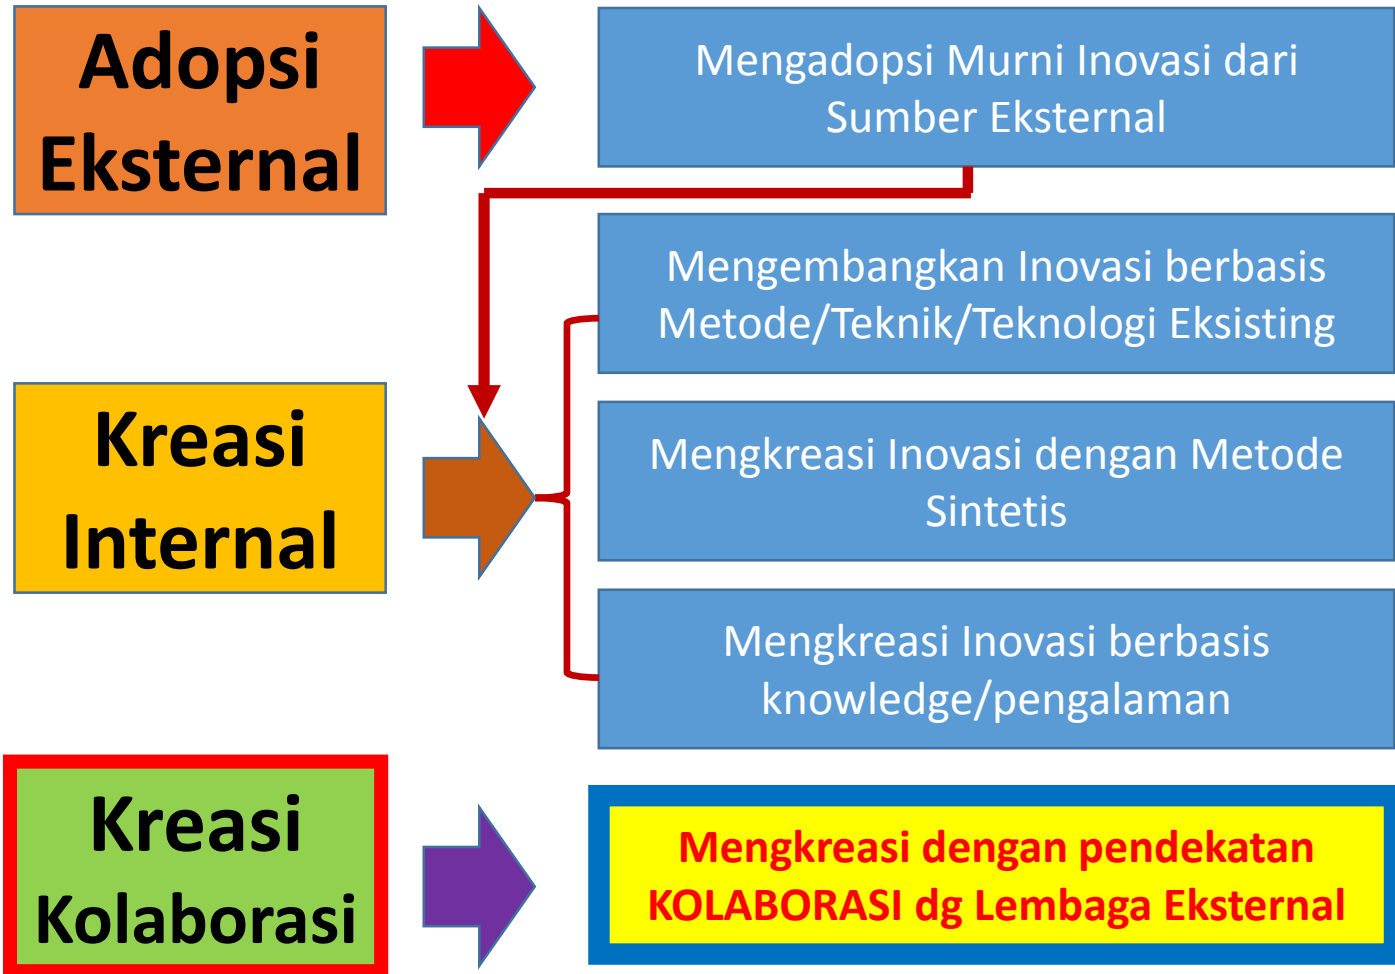 Adopsi
Eksternal
Mengadopsi Murni Inovasi dari
Sumber Eksternal
Mengembangkan Inovasi berbasis
Metode/Teknik/Teknologi Eksisting
Kreasi
Internal
Mengkreasi Inovasi dengan Metode
Sintetis
Mengkreasi Inovasi berbasis
knowledge/pengalaman
Kreasi
Kolaborasi
Mengkreasi dengan pendekatan
KOLABORASI dg Lembaga Eksternal